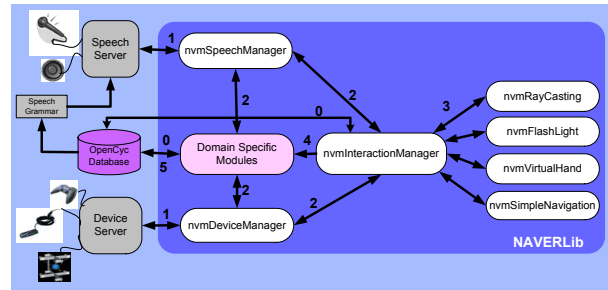 Speech
Server
1
nvmSpeechManager
2
2
Speech
Grammar
0
3
nvmRayCasting
nvmFlashLight
OpenCyc
Database
0
5
Domain Specific
Modules
4
nvmInteractionManager
nvmVirtualHand
nvmSimpleNavigation
2
2
Device
Server
1
nvmDeviceManager
NAVERLib